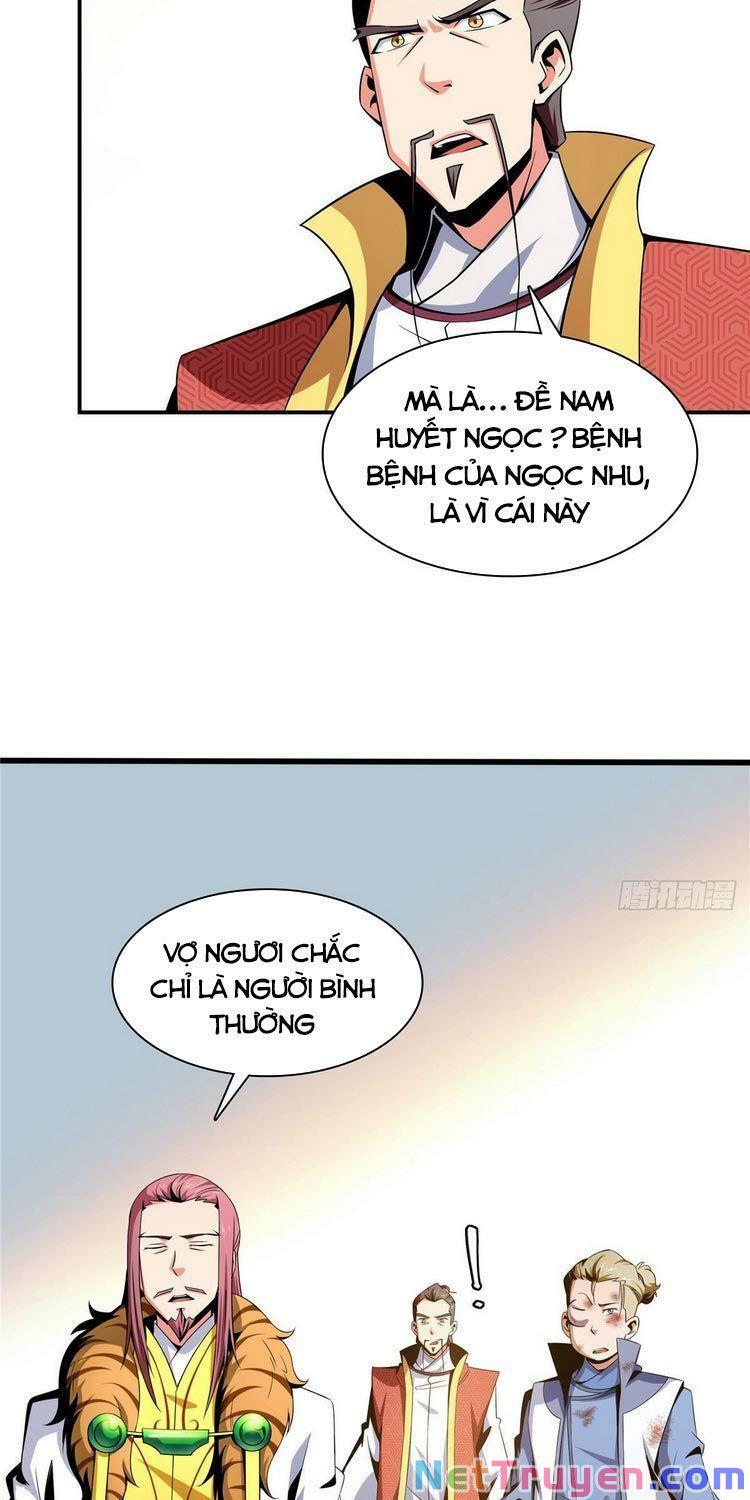 MÀ LÀ... ĐỀ NAM
HUYẾT NGỌC ? BỆNH
BỆNH CỦA NGỌC NHU,
LÀ VÌ CÁI NÀY
腾讯动漫
VỢ NGƯƠI CHẮC
CHỈ LÀ NGƯỜI BÌNH
THƯỜNG
!
NetTruyen.com